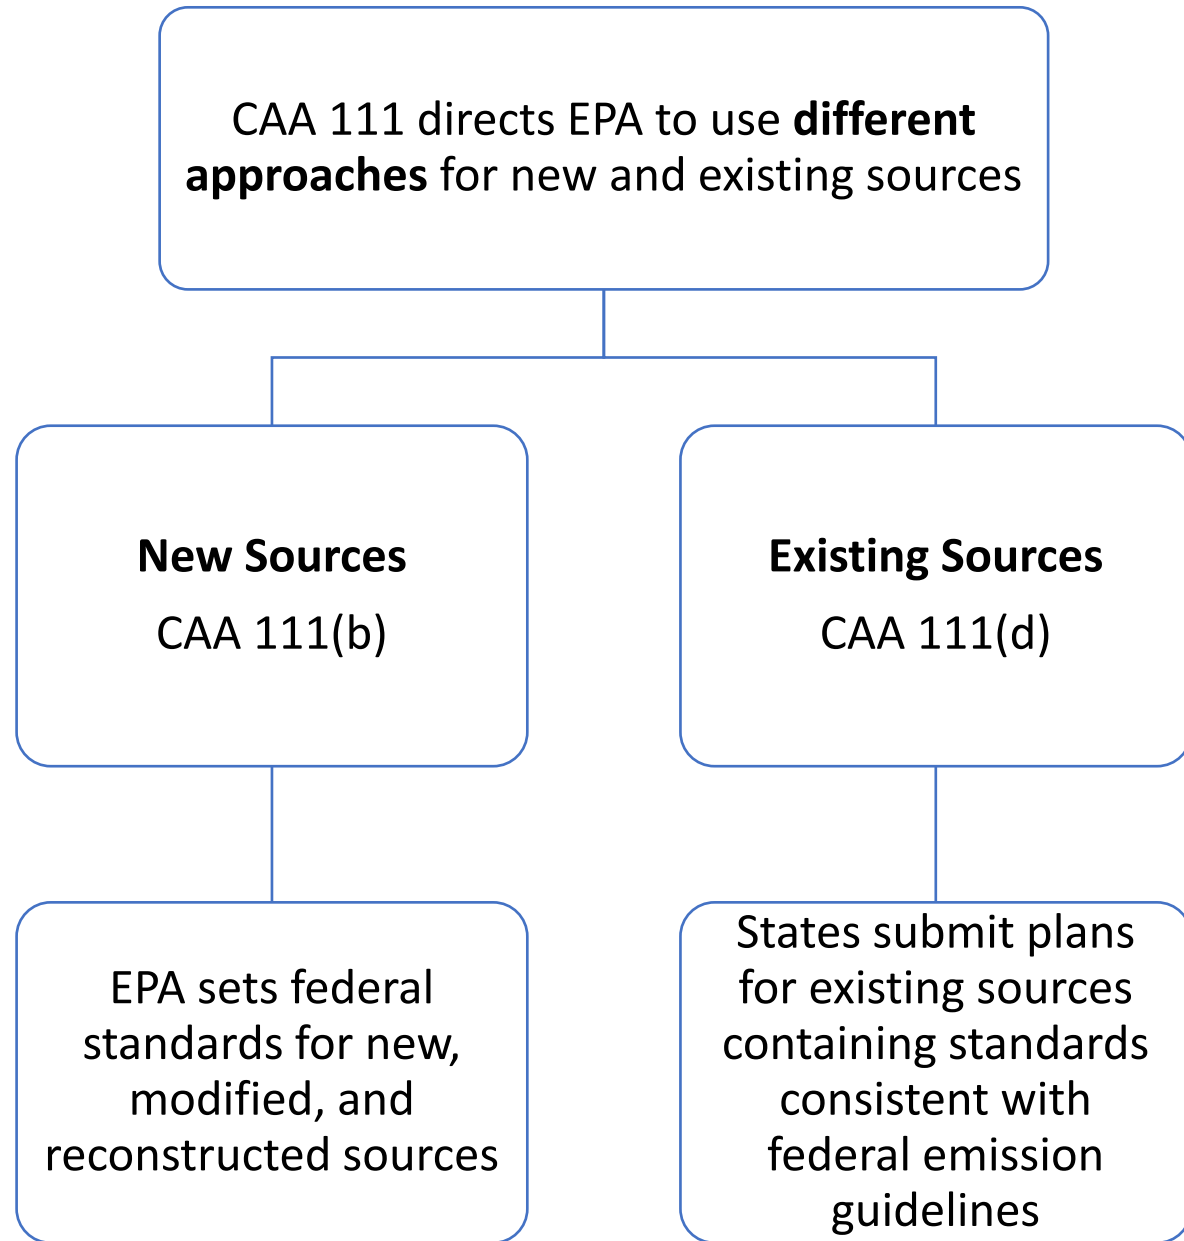 CAA 111 directs EPA to use different
approaches for new and existing sources
New Sources
CAA 111(b)
Existing Sources
CAA 111(d)
EPA sets federal
standards for new,
modified, and
reconstructed sources
States submit plans
for existing sources
containing standards
consistent with
federal emission
guidelines